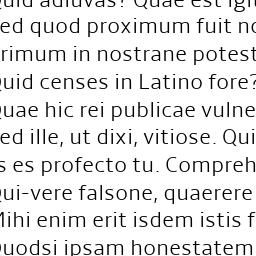 quid adiuvas? Quae est igi
ed quod proximum fuit no
rimum in nostrane potest
quid censes in Latino fore?
quae hic rei publicae vulne
ed ille, ut dixi, vitiose. Qui
s es profecto tu. Compreh
Qui-vere falsone, quaerere
Mihi enim erit isdem istis f
Quodsi ipsam honestatem